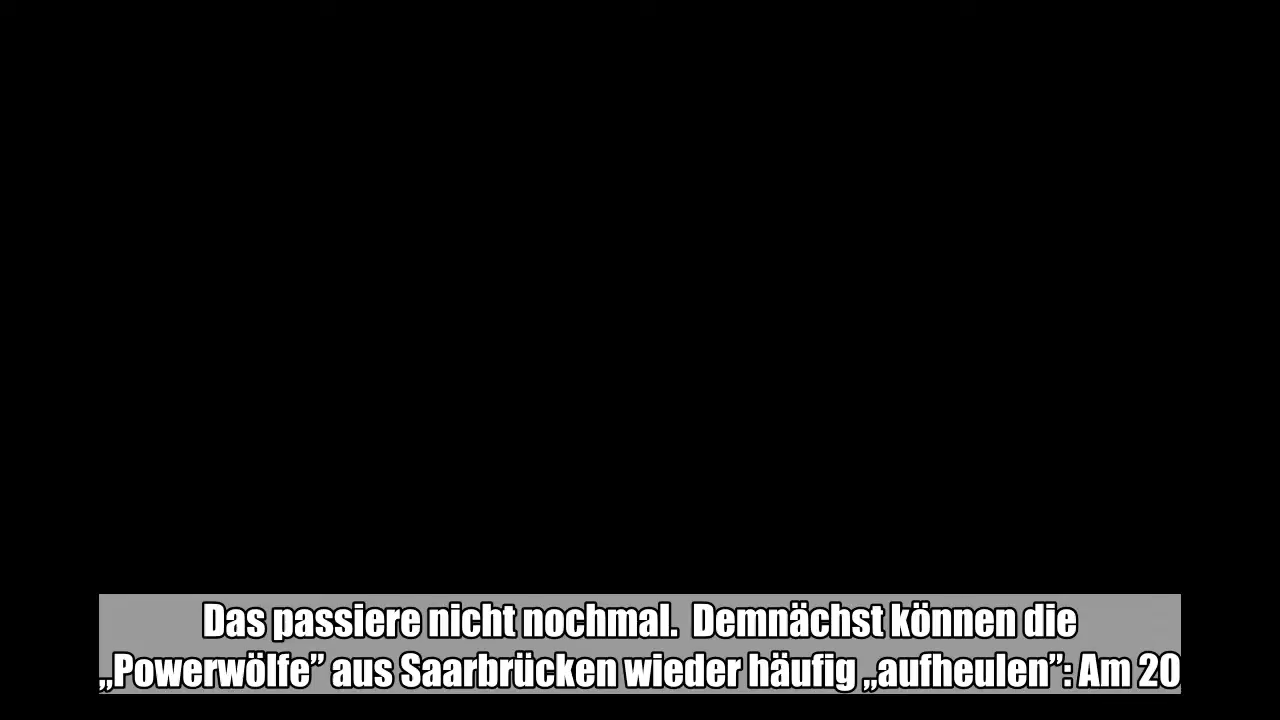 Das passiere nicht nochmal.  Demnächst können die
„Powerwölfe” aus Saarbrücken wieder häufig „aufheulen”: Am 20